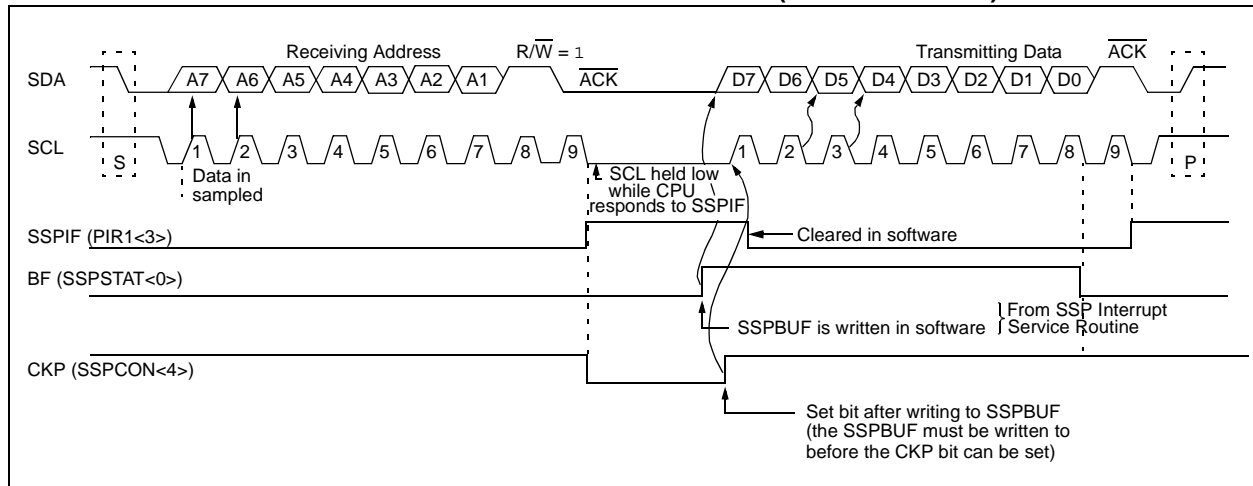 Receiving Address R/W = 1 Transmitting Data ACK
SDA A7 A6 A5 A4 A3 A2 A1 ACK D7 D6 D5 D4 D3 D2 D1 D0
SCL S 1 2 3 4 5 6 7 8 9 1 2 3 4 5 6 7 8 9 P
Data in
sampled
SCL held low
while CPU
responds to SSPIF
SSPIF (PIR1<3>)
Cleared in software
BF (SSPSTAT<0>)
SSPBUF is written in software
From SSP Interrupt
Service Routine
CKP (SSPCON<4>)
Set bit after writing to SSPBUF
(the SSPBUF must be written to
before the CKP bit can be set)